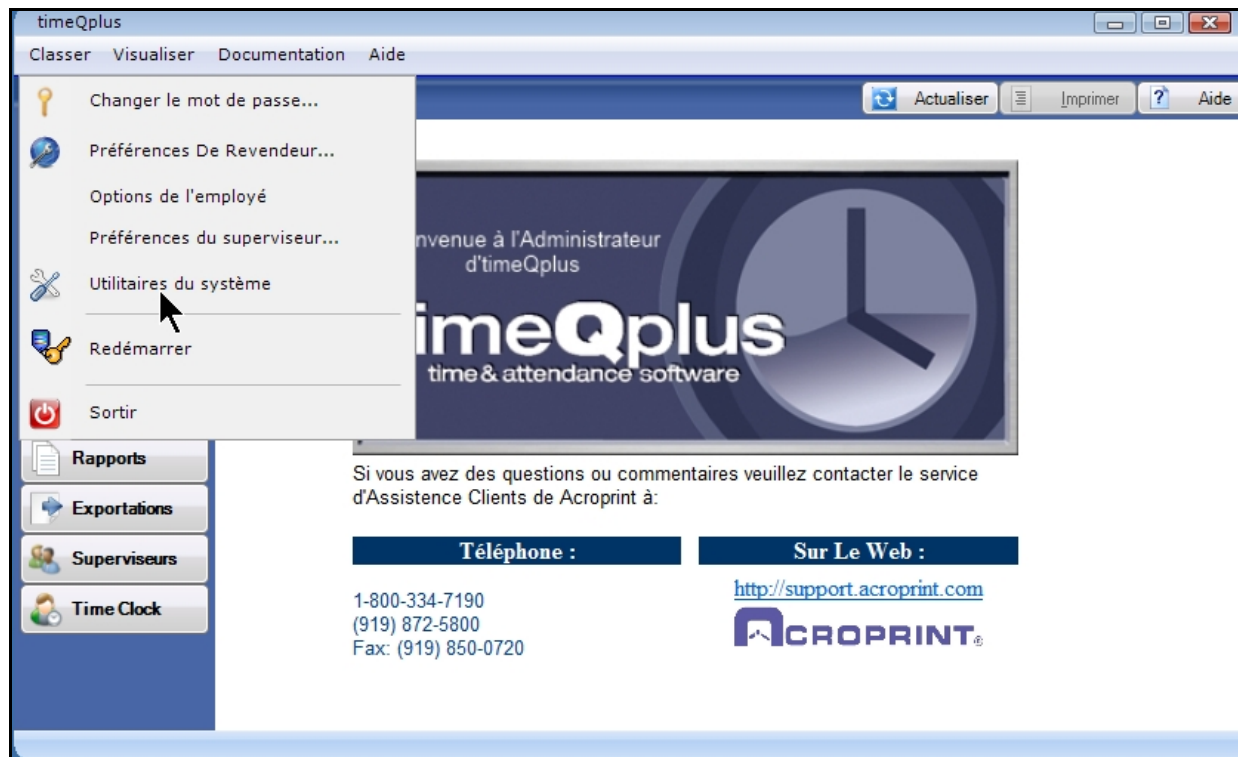 timeQplus
Classer Visualiser Documentation Aide
Changer le mot de passe...
Préférences De Revendeur...
Options de l'employé
Préférences du superviseur...
Utilitaires du système
Redémarrer
Sortir
Actualiser Imprimer Aide
nvenue à l'Administrateur
d'timeQplus
imeQplus
time & attendance software
Rapports
Exportations
Superviseurs
Time Clock
Si vous avez des questions ou commentaires veuillez contacter le service
d'Assistence Clients de Acroprint à:
Téléphone :
1-800-334-7190
(919) 872-5800
Fax: (919) 850-0720
Sur Le Web :
http://support.acroprint.com
ACROPRINT®